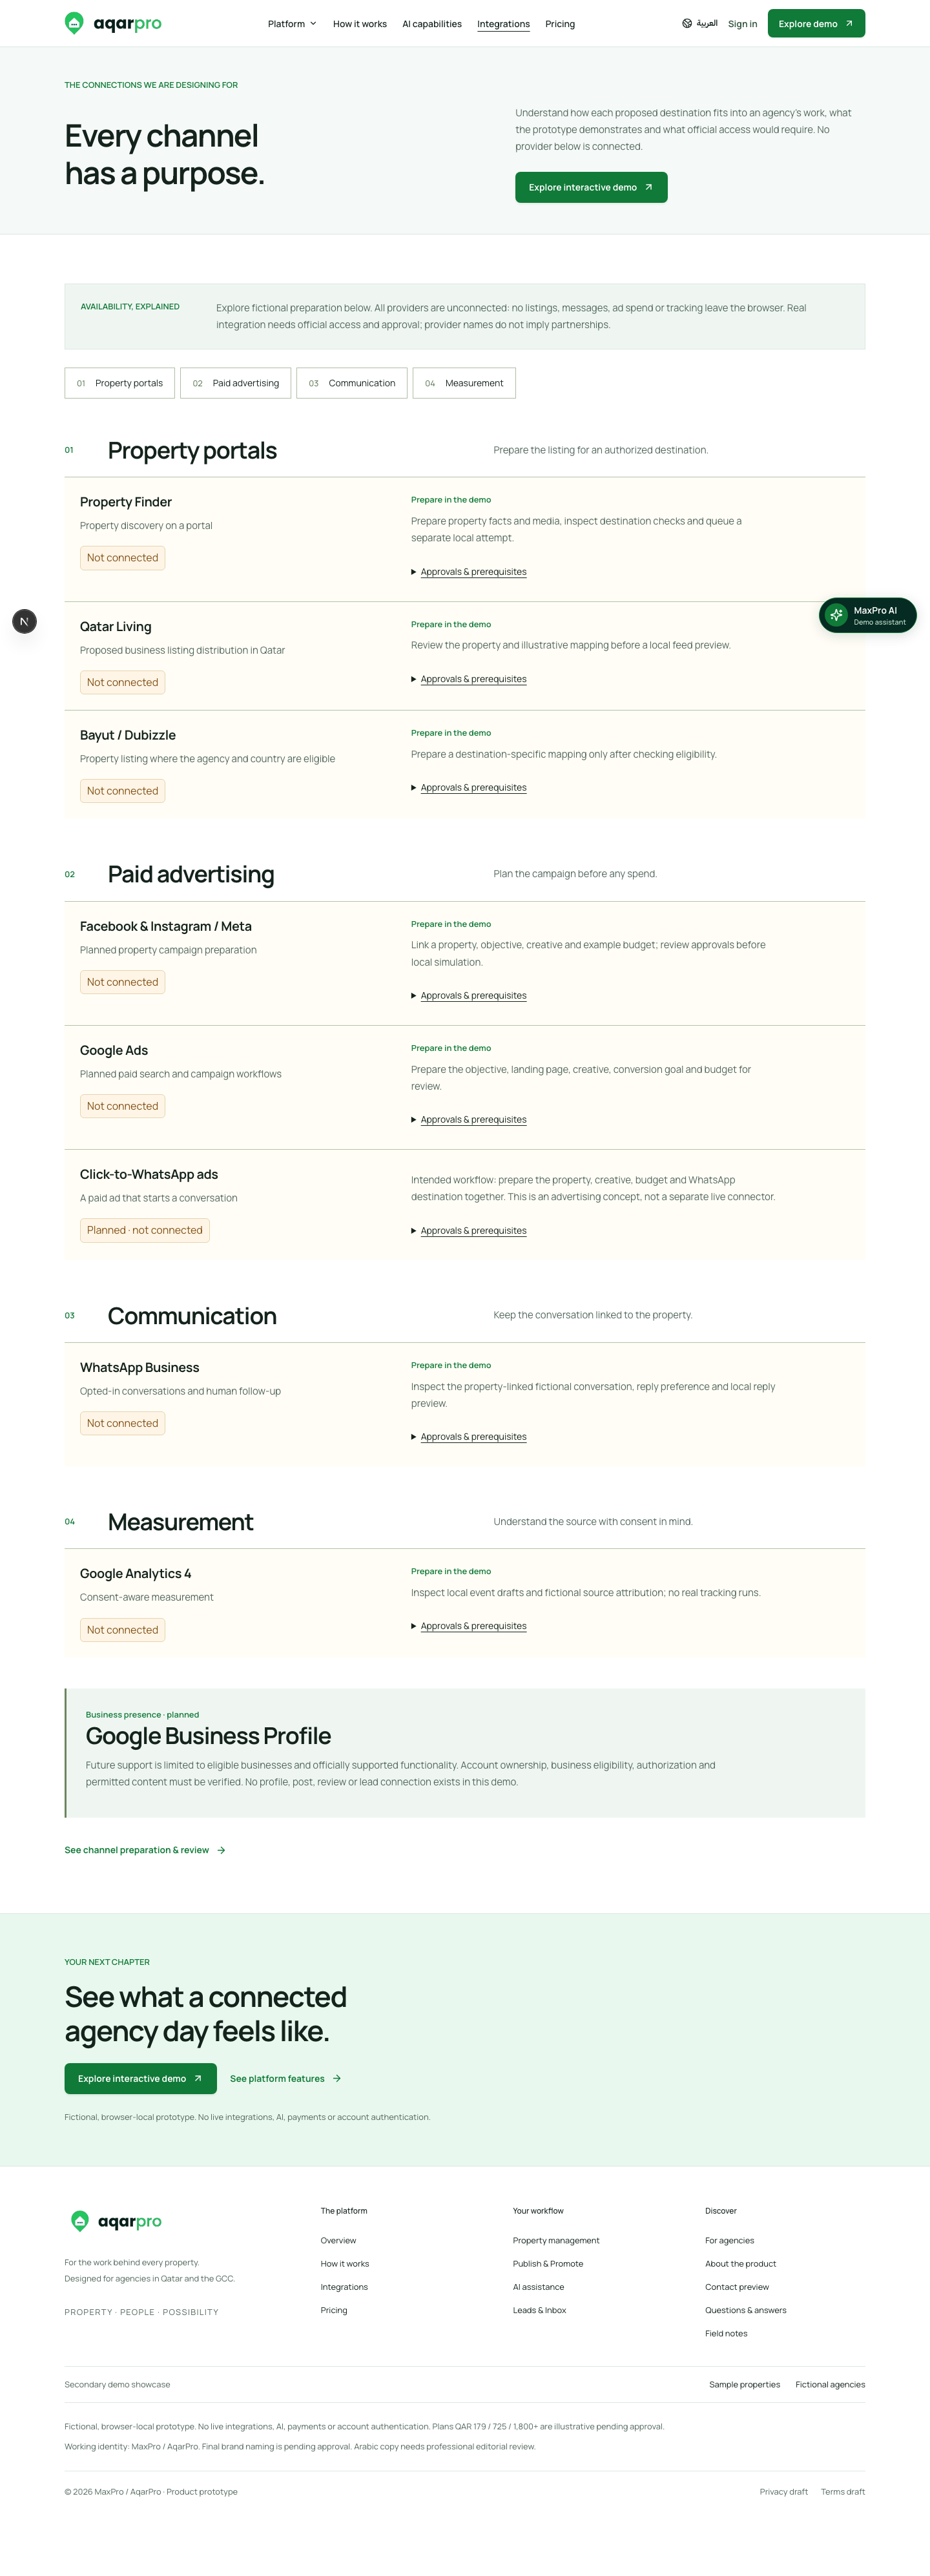 aqarpro
Platform
How it works
AI capabilities
Integrations
Pricing
العربية
Sign in
Explore demo
THE CONNECTIONS WE ARE DESIGNING FOR
Every channel
has a purpose.
Understand how each proposed destination fits into an agency's work, what
the prototype demonstrates and what official access would require. No
provider below is connected.
Explore interactive demo
AVAILABILITY, EXPLAINED
Explore fictional preparation below. All providers are unconnected: no listings, messages, ad spend or tracking leave the browser. Real
integration needs official access and approval; provider names do not imply partnerships.
01 Property portals
02 Paid advertising
03 Communication
04 Measurement
01 Property portals
Prepare the listing for an authorized destination.
Property Finder
Property discovery on a portal
Not connected
Prepare in the demo
Prepare property facts and media, inspect destination checks and queue a
separate local attempt.
Approvals & prerequisites
Qatar Living
Proposed business listing distribution in Qatar
Not connected
Prepare in the demo
Review the property and illustrative mapping before a local feed preview.
Approvals & prerequisites
N
MaxPro AI
Demo assistant
Bayut / Dubizzle
Property listing where the agency and country are eligible
Not connected
Prepare in the demo
Prepare a destination-specific mapping only after checking eligibility.
Approvals & prerequisites
02 Paid advertising
Plan the campaign before any spend.
Facebook & Instagram / Meta
Planned property campaign preparation
Not connected
Prepare in the demo
Link a property, objective, creative and example budget; review approvals before
local simulation.
Approvals & prerequisites
Google Ads
Planned paid search and campaign workflows
Not connected
Prepare in the demo
Prepare the objective, landing page, creative, conversion goal and budget for
review.
Approvals & prerequisites
Click-to-WhatsApp ads
A paid ad that starts a conversation
Planned · not connected
Intended workflow: prepare the property, creative, budget and WhatsApp
destination together. This is an advertising concept, not a separate live connector.
Approvals & prerequisites
03 Communication
Keep the conversation linked to the property.
WhatsApp Business
Opted-in conversations and human follow-up
Not connected
Prepare in the demo
Inspect the property-linked fictional conversation, reply preference and local reply
preview.
Approvals & prerequisites
04 Measurement
Understand the source with consent in mind.
Google Analytics 4
Consent-aware measurement
Not connected
Prepare in the demo
Inspect local event drafts and fictional source attribution; no real tracking runs.
Approvals & prerequisites
Business presence · planned
Google Business Profile
Future support is limited to eligible businesses and officially supported functionality. Account ownership, business eligibility, authorization and
permitted content must be verified. No profile, post, review or lead connection exists in this demo.
See channel preparation & review
YOUR NEXT CHAPTER
See what a connected
agency day feels like.
Explore interactive demo
See platform features
Fictional, browser-local prototype. No live integrations, AI, payments or account authentication.
aqarpro
For the work behind every property.
Designed for agencies in Qatar and the GCC.
PROPERTY · PEOPLE · POSSIBILITY
The platform
Overview
How it works
Integrations
Pricing
Your workflow
Property management
Publish & Promote
AI assistance
Leads & Inbox
Discover
For agencies
About the product
Contact preview
Questions & answers
Field notes
Secondary demo showcase
Sample properties
Fictional agencies
Fictional, browser-local prototype. No live integrations, AI, payments or account authentication. Plans QAR 179 / 725 / 1,800+ are illustrative pending approval.
Working identity: MaxPro / AqarPro. Final brand naming is pending approval. Arabic copy needs professional editorial review.
© 2026 MaxPro / AqarPro · Product prototype
Privacy draft
Terms draft